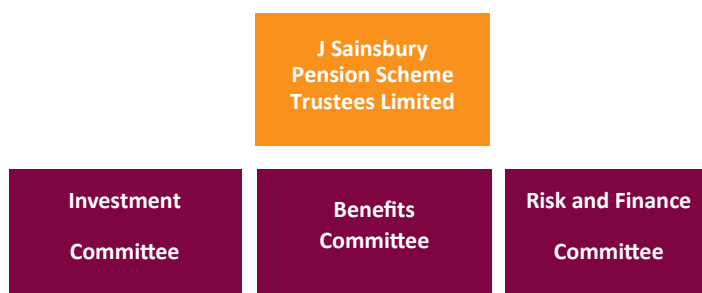 J Sainsbury
Pension Scheme
Trustees Limited
Investment
Committee
Benefits
Committee
Risk and Finance
Committee